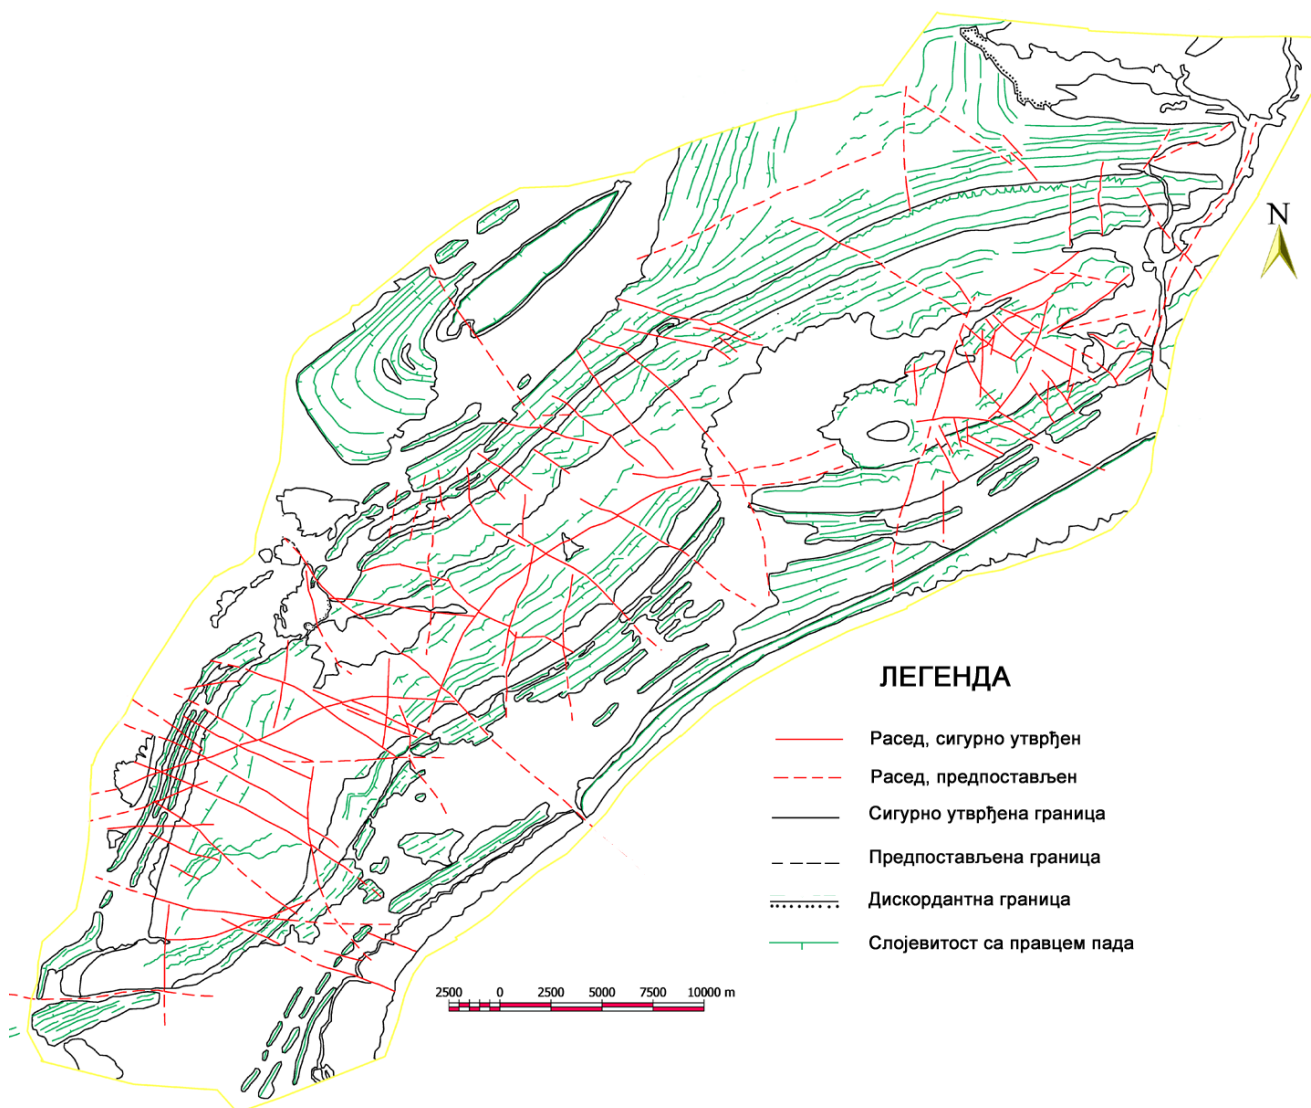 N
ЛЕГЕНДА
Расед, сигурно утврђен
Расед, предпостављен
Сигурно утврђена граница
Предпостављена граница
Дискордантна граница
Слојевитост са правцем пада
2500 0 2500 5000 7500 10000 m